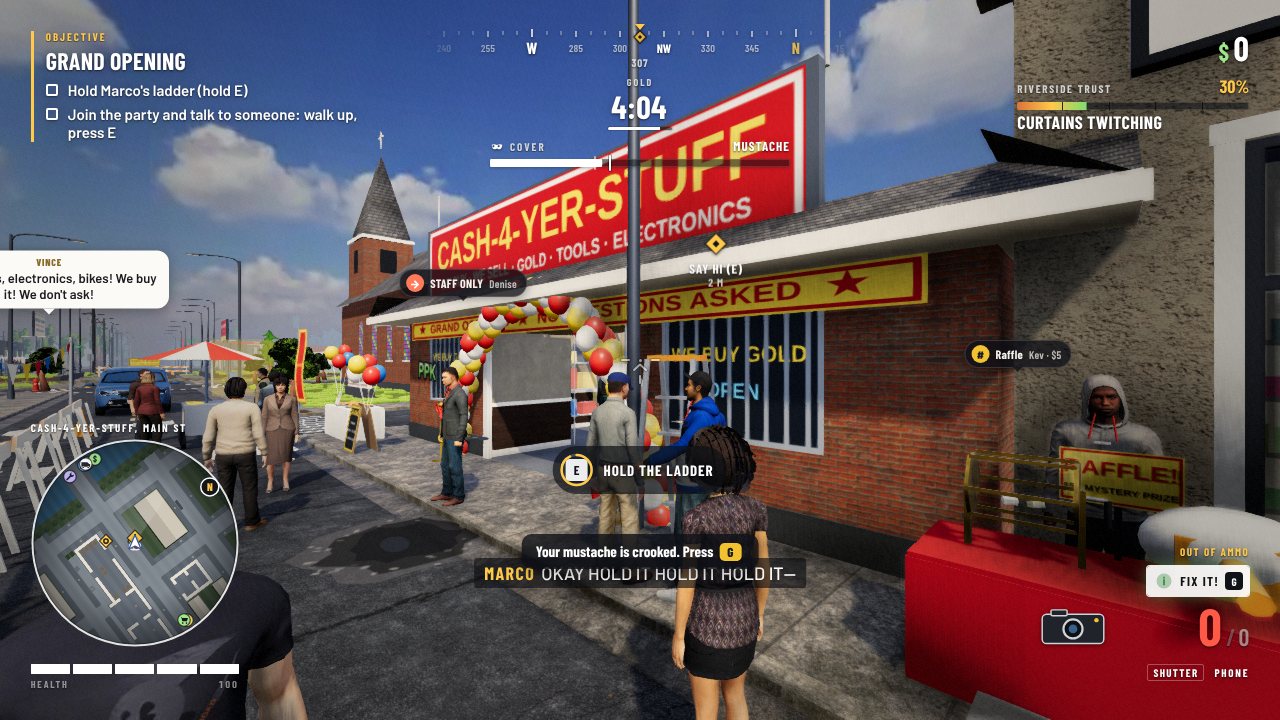 OBJECTIVE
GRAND OPENING
Hold Marco's ladder (hold E)
Join the party and talk to someone: walk up,
press E
240 255 W 285 300 NW 330 345 N 15
307
GOLD
4:04
COVER
MUSTACHE
$0
RIVERSIDE TRUST 30%
CURTAINS TWITCHING
CASH-4-YER-STUFF
SELL · GOLD · TOOLS · ELECTRONICS
VINCE
s, electronics, bikes! We buy
it! We don't ask!
STAFF ONLY Denise
SAY HI (E)
2 M
GRAND O
NO
STIONS ASKED
WE BUY GOLD
OPEN
Raffle Kev · $5
RAFFLE!
MYSTERY PRIZE
CASH-4-YER-STUFF, MAIN ST
N
E HOLD THE LADDER
Your mustache is crooked. Press G
MARCO OKAY HOLD IT HOLD IT HOLD IT—
OUT OF AMMO
FIX IT! G
0/0
SHUTTER PHONE
HEALTH 100